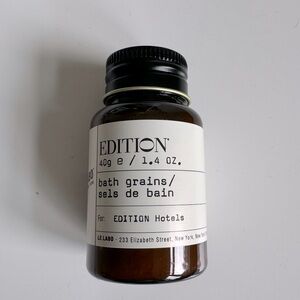 EDITION
40g e / 1.4 OZ.
bath grains/
sels de bain
For: EDITION Hotels
LE LABO - 233 Elizabeth Street, New York, New